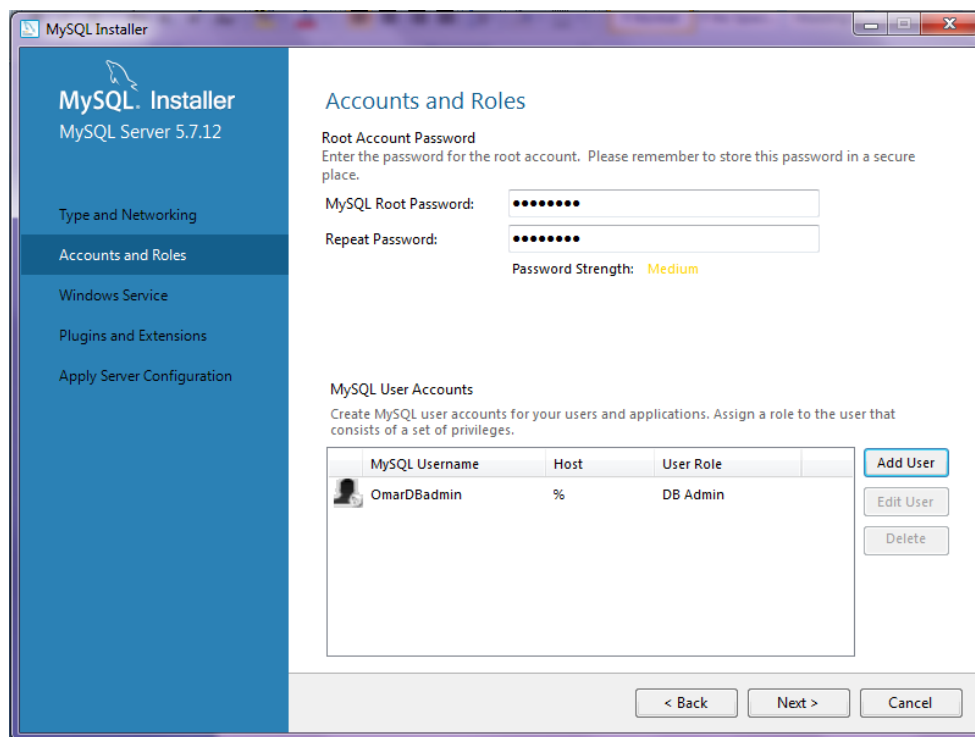 MySQL Installer
MySQL. Installer
MySQL Server 5.7.12
Type and Networking
Accounts and Roles
Windows Service
Plugins and Extensions
Apply Server Configuration
Accounts and Roles
Root Account Password
Enter the password for the root account.  Please remember to store this password in a secure
place.
MySQL Root Password: ●●●●●●●●
Repeat Password: ●●●●●●●●
Password Strength: Medium
MySQL User Accounts
Create MySQL user accounts for your users and applications. Assign a role to the user that
consists of a set of privileges.
MySQL Username Host User Role
OmarDBadmin % DB Admin
Add User
Edit User
Delete
< Back Next > Cancel